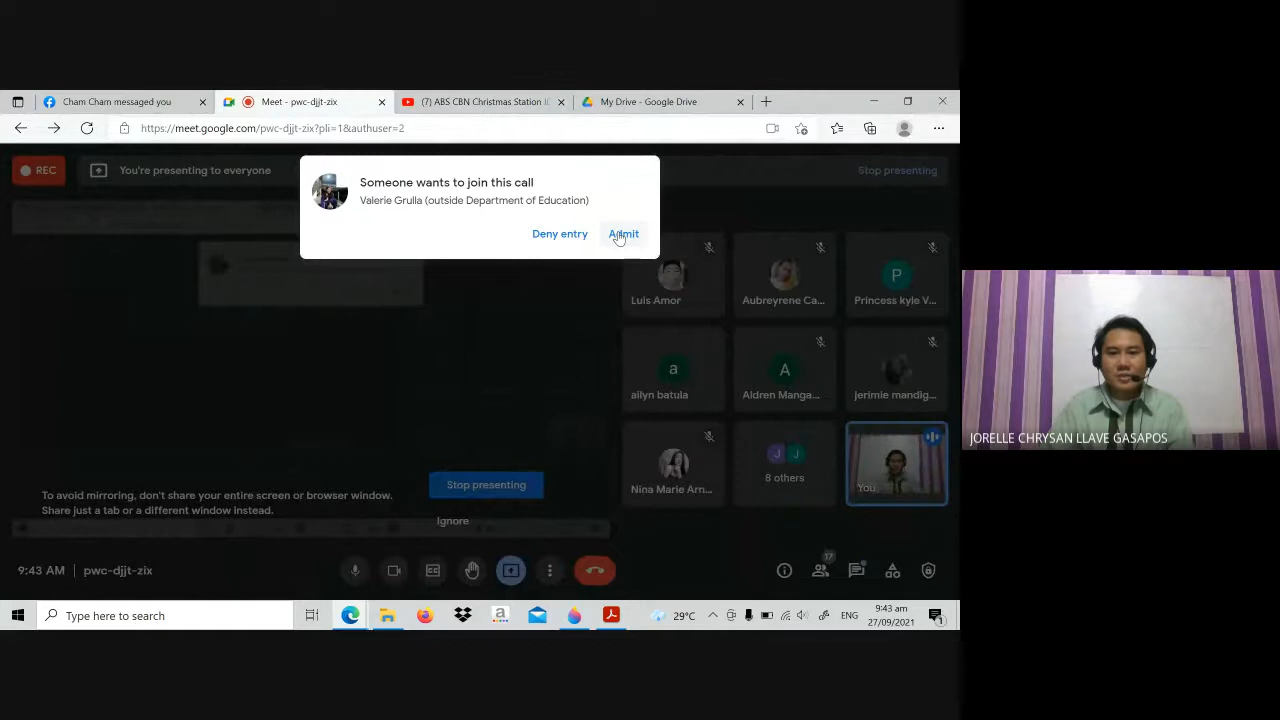 Cham Cham messaged you
Meet - pwc-djjt-zix
(7) ABS CBN Christmas Station
My Drive - Google Drive
https://meet.google.com/pwc-djjt-zix?pli=1&authuser=2
REC
You're presenting to everyone
Stop presenting
Someone wants to join this call
Valerie Grulla (outside Department of Education)
Deny entry
Admit
Luis Amor
Aubreyrene Ca...
Princess kyle V...
a
ailyn batula
A
Aldren Manga...
jerimie mandig...
Nina Marie Arn...
J J
8 others
You
To avoid mirroring, don't share your entire screen or browser window.
Share just a tab or a different window instead.
Stop presenting
Ignore
9:43 AM | pwc-djjt-zix
17
P
JORELLE CHRYSAN LLAVE GASAPOS
Type here to search
29°C
ENG
9:43 am
27/09/2021
1